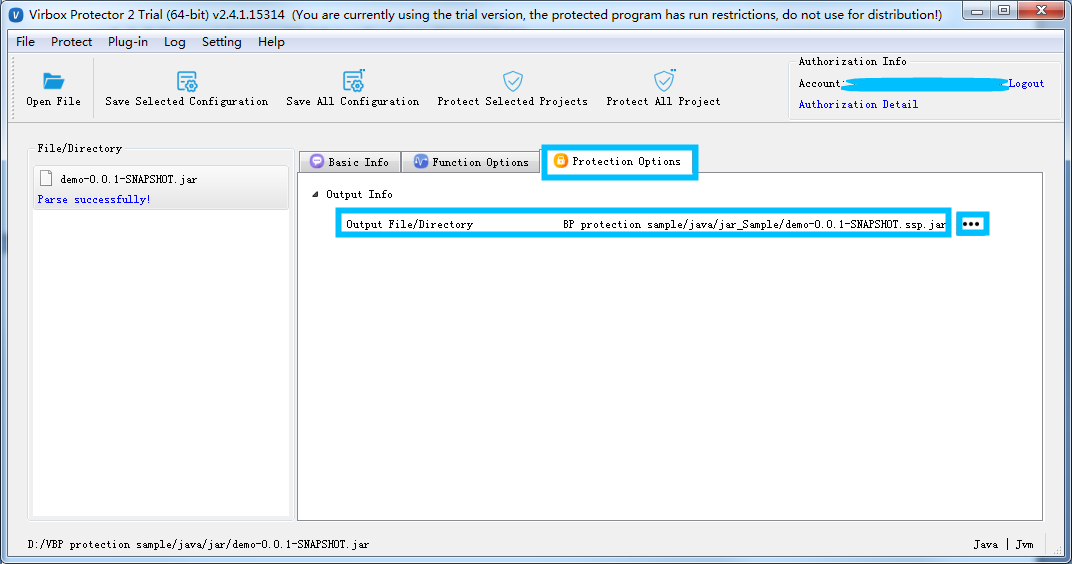 Virbox Protector 2 Trial (64-bit) v2.4.1.15314 (You are currently using the trial version, the protected program has run restrictions, do not use for distribution!)
File Protect Plug-in Log Setting Help
Open File Save Selected Configuration Save All Configuration Protect Selected Projects Protect All Project
Authorization Info
Account: Logout
Authorization Detail
File/Directory
demo-0.0.1-SNAPSHOT.jar
Parse successfully!
Basic Info Function Options Protection Options
Output Info
Output File/Directory BP protection sample/java/jar_Sample/demo-0.0.1-SNAPSHOT.ssp.jar
D:/VBP protection sample/java/jar/demo-0.0.1-SNAPSHOT.jar
Java | Jvm